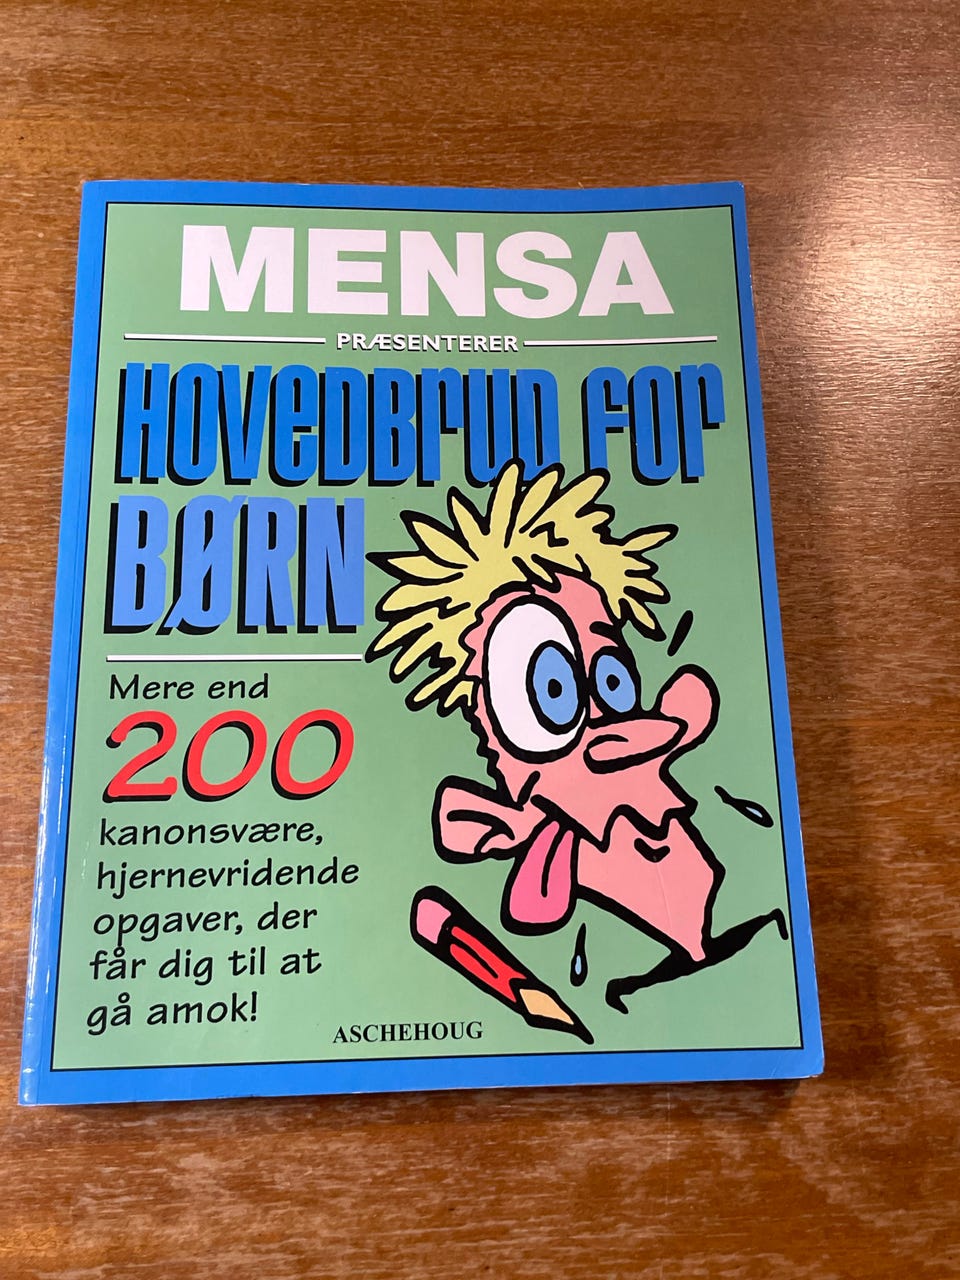 MENSA
PRÆSENTERER
HOVEDBRUD FOR
BØRN
Mere end
200
kanonsvære,
hjernevridende
opgaver, der
får dig til at
gå amok!
ASCHEHOUG